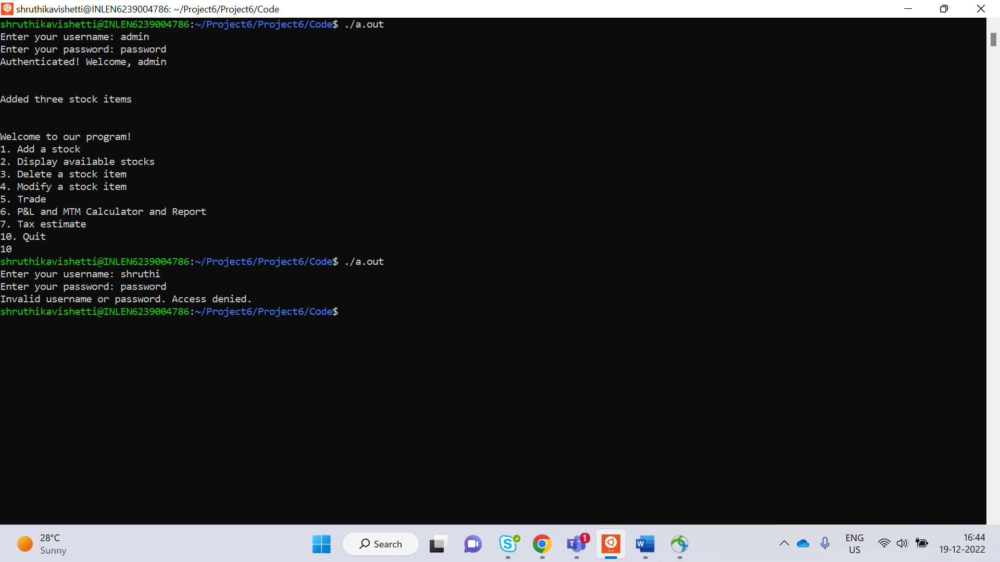 shruthikavishetti@INLEN6239004786: ~/Project6/Project6/Code
shruthikavishetti@INLEN6239004786:~/Project6/Project6/Code$ ./a.out
Enter your username: admin
Enter your password: password
Authenticated! Welcome, admin
Added three stock items
Welcome to our program!
1. Add a stock
2. Display available stocks
3. Delete a stock item
4. Modify a stock item
5. Trade
6. P&L and MTM Calculator and Report
7. Tax estimate
10. Quit
10
shruthikavishetti@INLEN6239004786:~/Project6/Project6/Code$ ./a.out
Enter your username: shruthi
Enter your password: password
Invalid username or password. Access denied.
shruthikavishetti@INLEN6239004786:~/Project6/Project6/Code$
28°C
Sunny
Search
S
T
1
W
ENG
US
16:44
19-12-2022